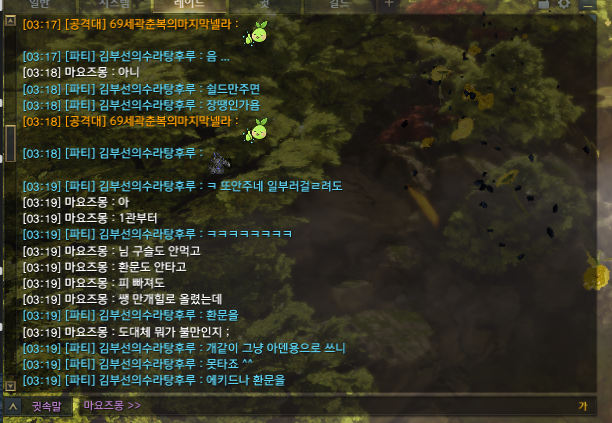 일반 시스템 레이드 빛 길드 +
[03:17] [공격대] 69세곽춘복의마지막넬라 :
[03:17] [파티] 김부선의수라탕후루 : 음 ...
[03:18] 마요즈몽 : 아니
[03:18] [파티] 김부선의수라탕후루 : 쉴드만주면
[03:18] [파티] 김부선의수라탕후루 : 장땡인가욤
[03:18] [공격대] 69세곽춘복의마지막넬라 :
[03:18] [파티] 김부선의수라탕후루 :
[03:19] [파티] 김부선의수라탕후루 : ㅋ 또안주네 일부러걸ㄹ려도
[03:19] 마요즈몽 : 아
[03:19] 마요즈몽 : 1관부터
[03:19] [파티] 김부선의수라탕후루 : ㅋㅋㅋㅋㅋㅋㅋㅋ
[03:19] 마요즈몽 : 님 구슬도 안먹고
[03:19] 마요즈몽 : 환문도 안타고
[03:19] 마요즈몽 : 피 빠져도
[03:19] 마요즈몽 : 쌩 만개힐로 올렸는데
[03:19] [파티] 김부선의수라탕후루 : 환문을
[03:19] 마요즈몽 : 도대체 뭐가 불만인지 ;
[03:19] [파티] 김부선의수라탕후루 : 개같이 그냥 아덴용으로 쓰니
[03:19] [파티] 김부선의수라탕후루 : 못타죠 ^^
[03:19] [파티] 김부선의수라탕후루 : 에키드나 환문을
귓속말 마요즈몽 >> 가